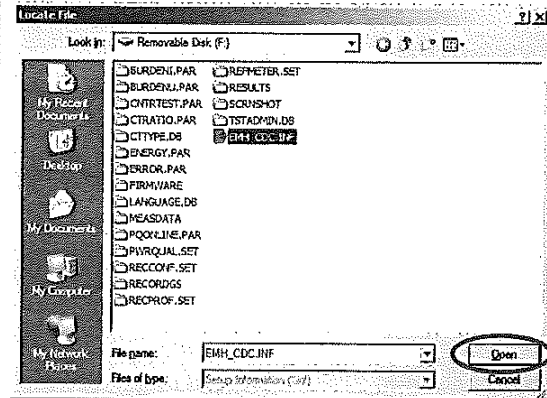 Locate File
Look in: Removable Disk (F:)
BURDENI.PAR
BURDENU.PAR
CNTRTEST.PAR
CTRATIO.PAR
CTTYPE.DB
ENERGY.PAR
ERROR.PAR
FIRMWARE
LANGUAGE.DB
MEASDATA
PQONLINE.PAR
PWRQUAL.SET
RECCONF.SET
RECORDGS
RECPROF.SET
REFMETER.SET
RESULTS
SCRNSHOT
TSTADMIN.DB
EMH_CDC.INF
My Recent
Documents
Desktop
My Documents
My Computer
My Network
Places
File name: EMH_CDC.INF
Open
Files of type: Setup Information (*.inf)
Cancel